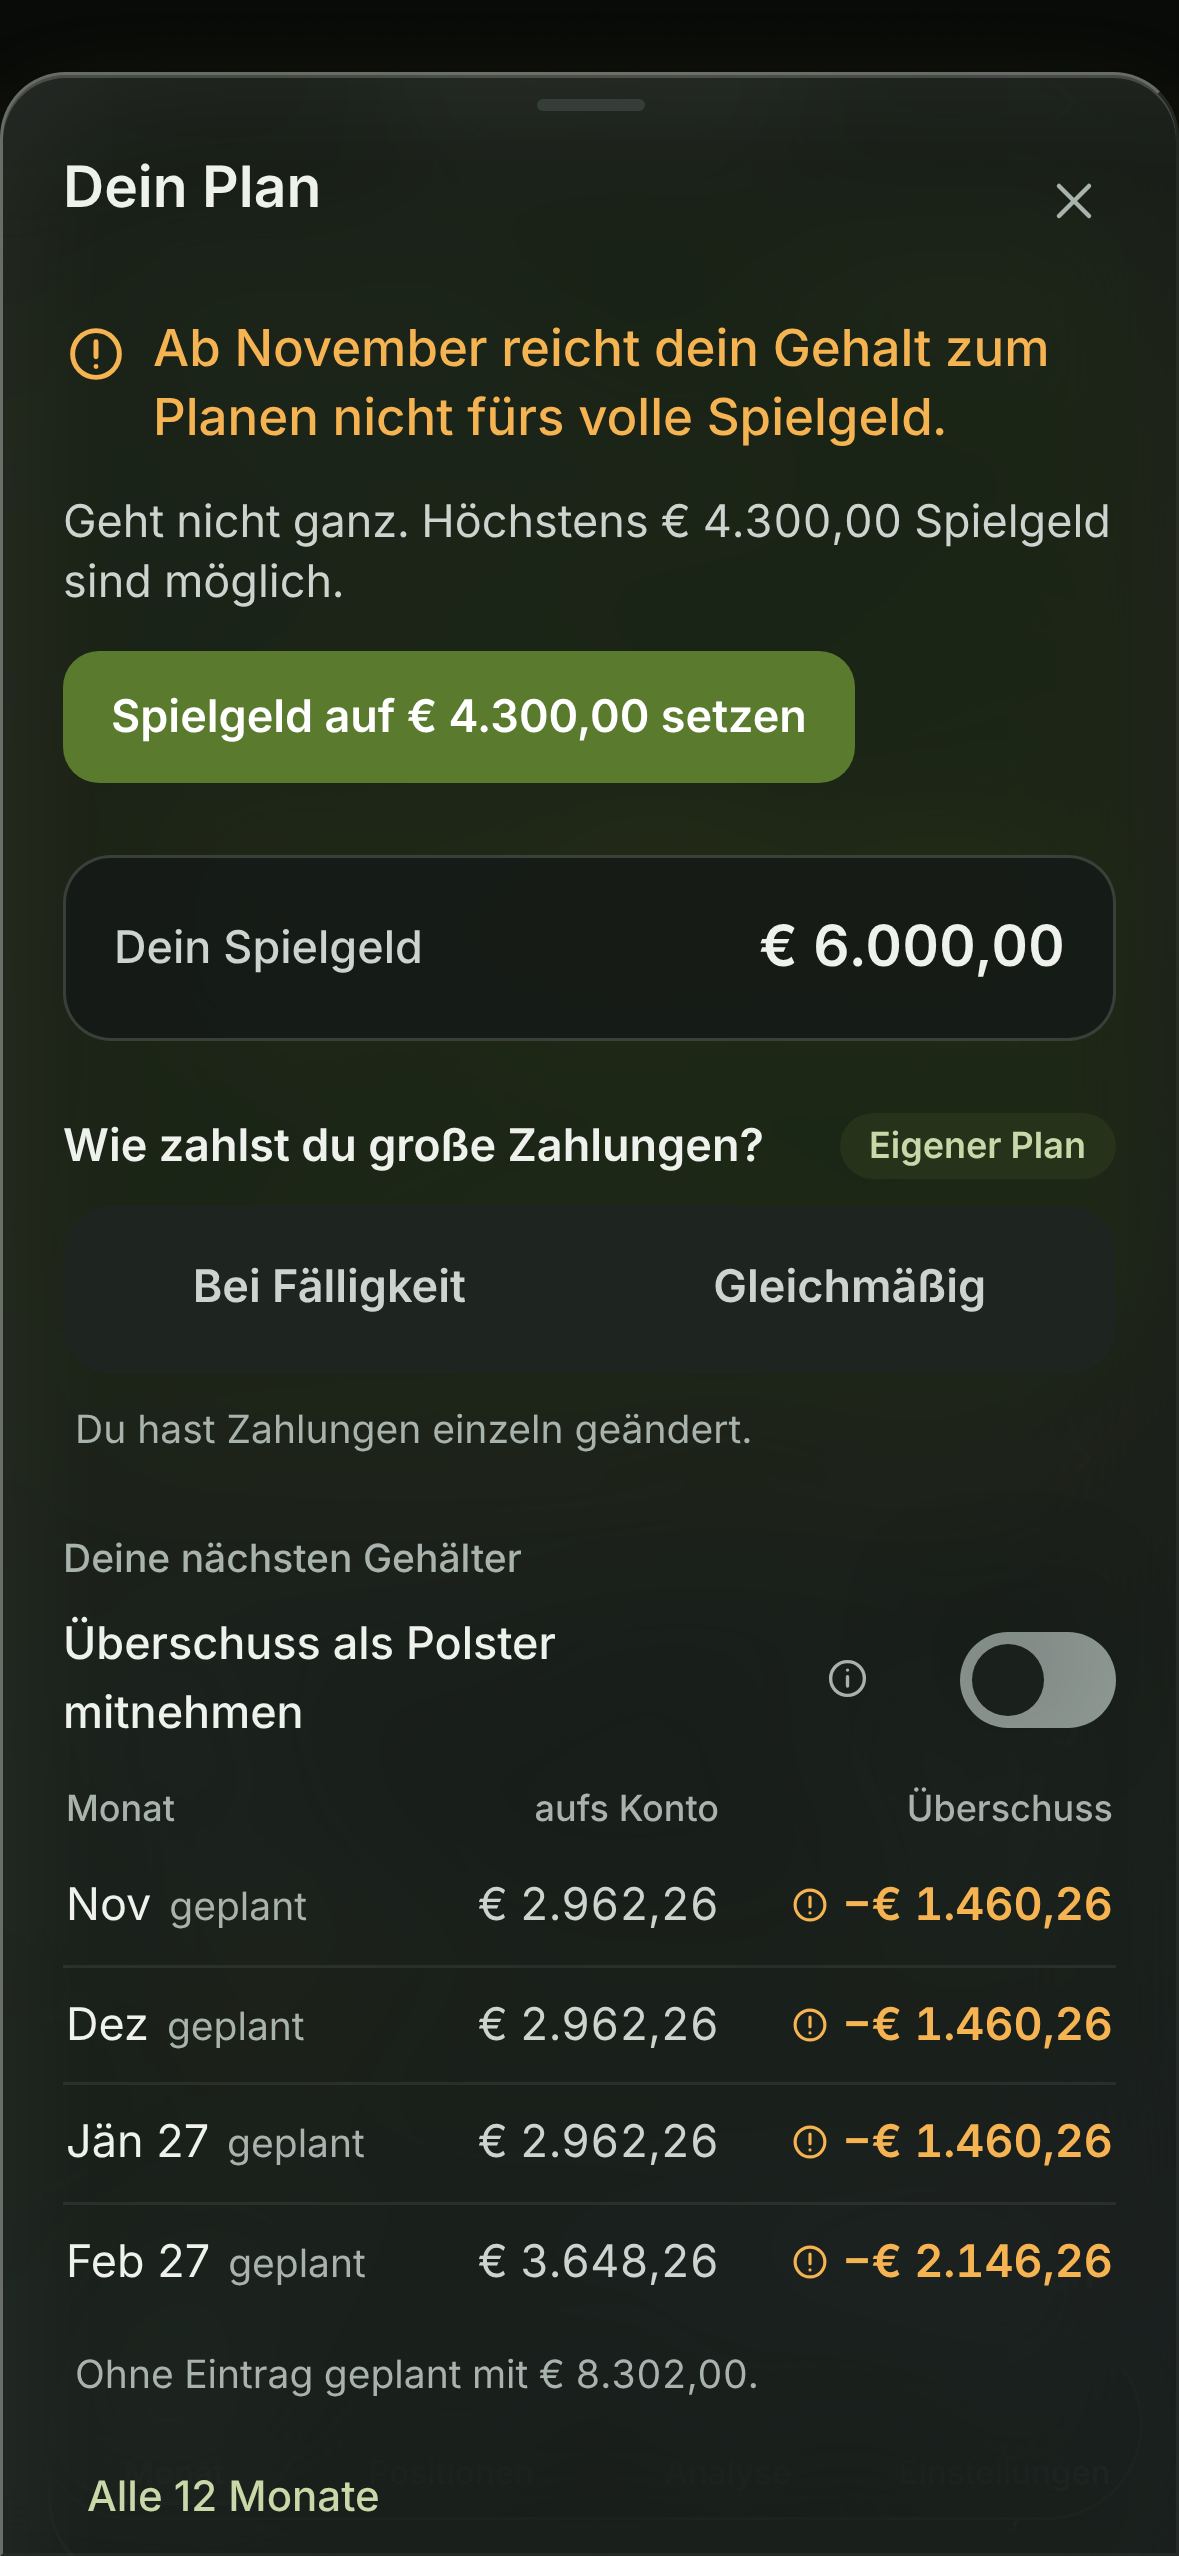 Dein Plan
Ab November reicht dein Gehalt zum
Planen nicht fürs volle Spielgeld.
Geht nicht ganz. Höchstens € 4.300,00 Spielgeld
sind möglich.
Spielgeld auf € 4.300,00 setzen
Dein Spielgeld € 6.000,00
Wie zahlst du große Zahlungen? Eigener Plan
Bei Fälligkeit Gleichmäßig
Du hast Zahlungen einzeln geändert.
Deine nächsten Gehälter
Überschuss als Polster
mitnehmen
Monat aufs Konto Überschuss
Nov geplant € 2.962,26 −€ 1.460,26
Dez geplant € 2.962,26 −€ 1.460,26
Jän 27 geplant € 2.962,26 −€ 1.460,26
Feb 27 geplant € 3.648,26 −€ 2.146,26
Ohne Eintrag geplant mit € 8.302,00.
Monat Positionen Analyse Einstellungen
Alle 12 Monate